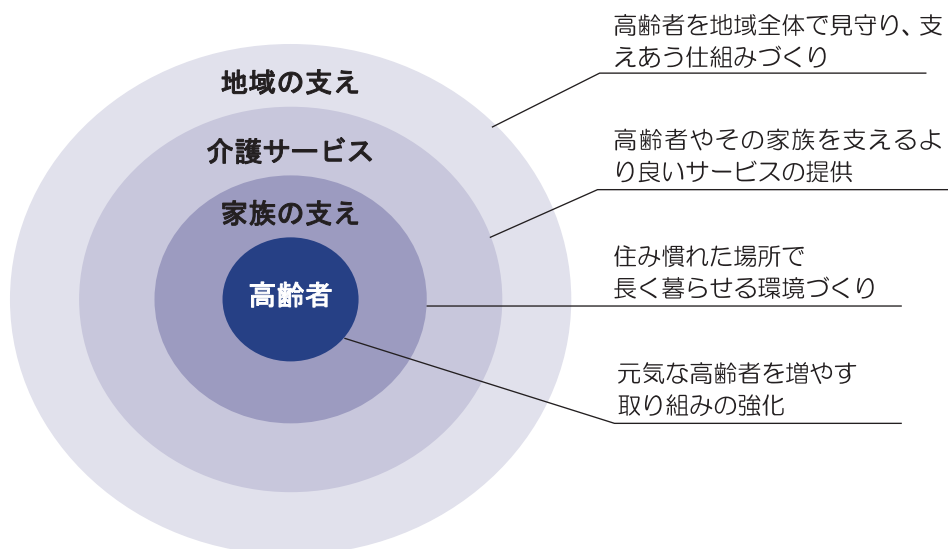 地域の支え
介護サービス
家族の支え
高齢者
高齢者を地域全体で見守り、支
えあう仕組みづくり
高齢者やその家族を支えるよ
り良いサービスの提供
住み慣れた場所で
長く暮らせる環境づくり
元気な高齢者を増やす
取り組みの強化